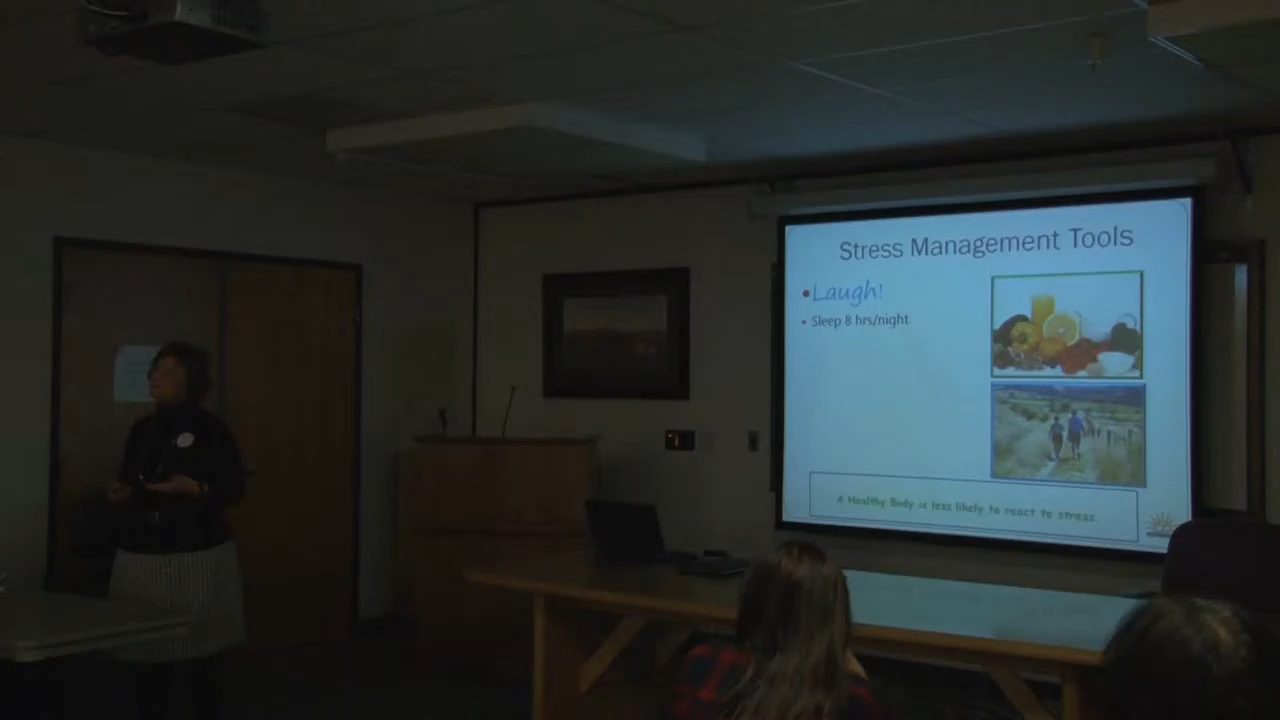 Stress Management Tools
• Laugh!
• Sleep 8 hrs/night
A Healthy Body is less likely to react to stress.